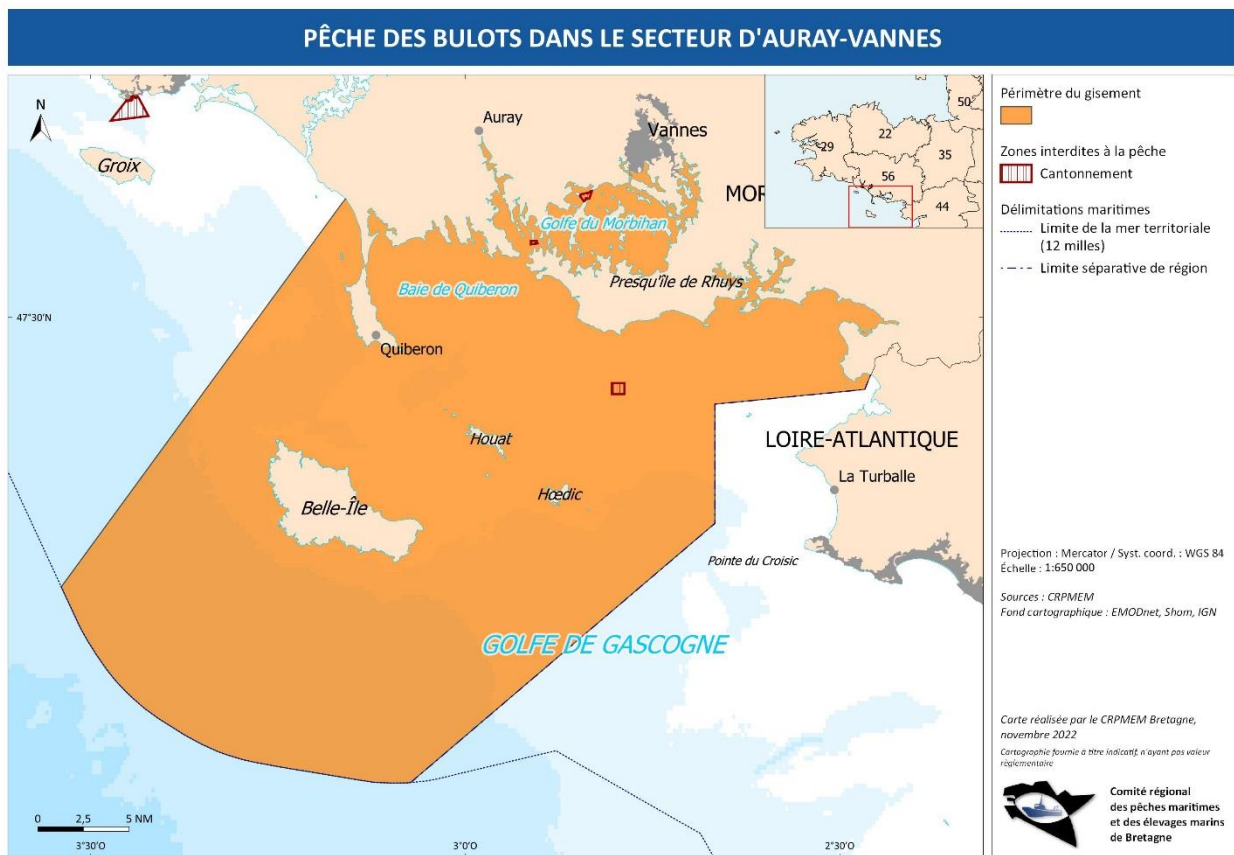 PÊCHE DES BULOTS DANS LE SECTEUR D'AURAY-VANNES
N
Groix
Auray
Vannes
MOR
Golfe du Morbihan
Baie de Quiberon
Presqu'île de Rhuys
47°30'N
Quiberon
Houat
Hœdic
Belle-Île
LOIRE-ATLANTIQUE
La Turballe
Pointe du Croisic
GOLFE DE GASCOGNE
0 2,5 5 NM
3°30'O
3°0'O
2°30'O
50
22
29
35
56
44
Périmètre du gisement
Zones interdites à la pêche
Cantonnement
Délimitations maritimes
Limite de la mer territoriale
(12 milles)
Limite séparative de région
Projection : Mercator / Syst. coord. : WGS 84
Échelle : 1:650 000
Sources : CRPMEM
Fond cartographique : EMODnet, Shom, IGN
Carte réalisée par le CRPMEM Bretagne,
novembre 2022
Cartographie fournie à titre indicatif, n'ayant pas valeur
règlementaire
Comité régional
des pêches maritimes
et des élevages marins
de Bretagne